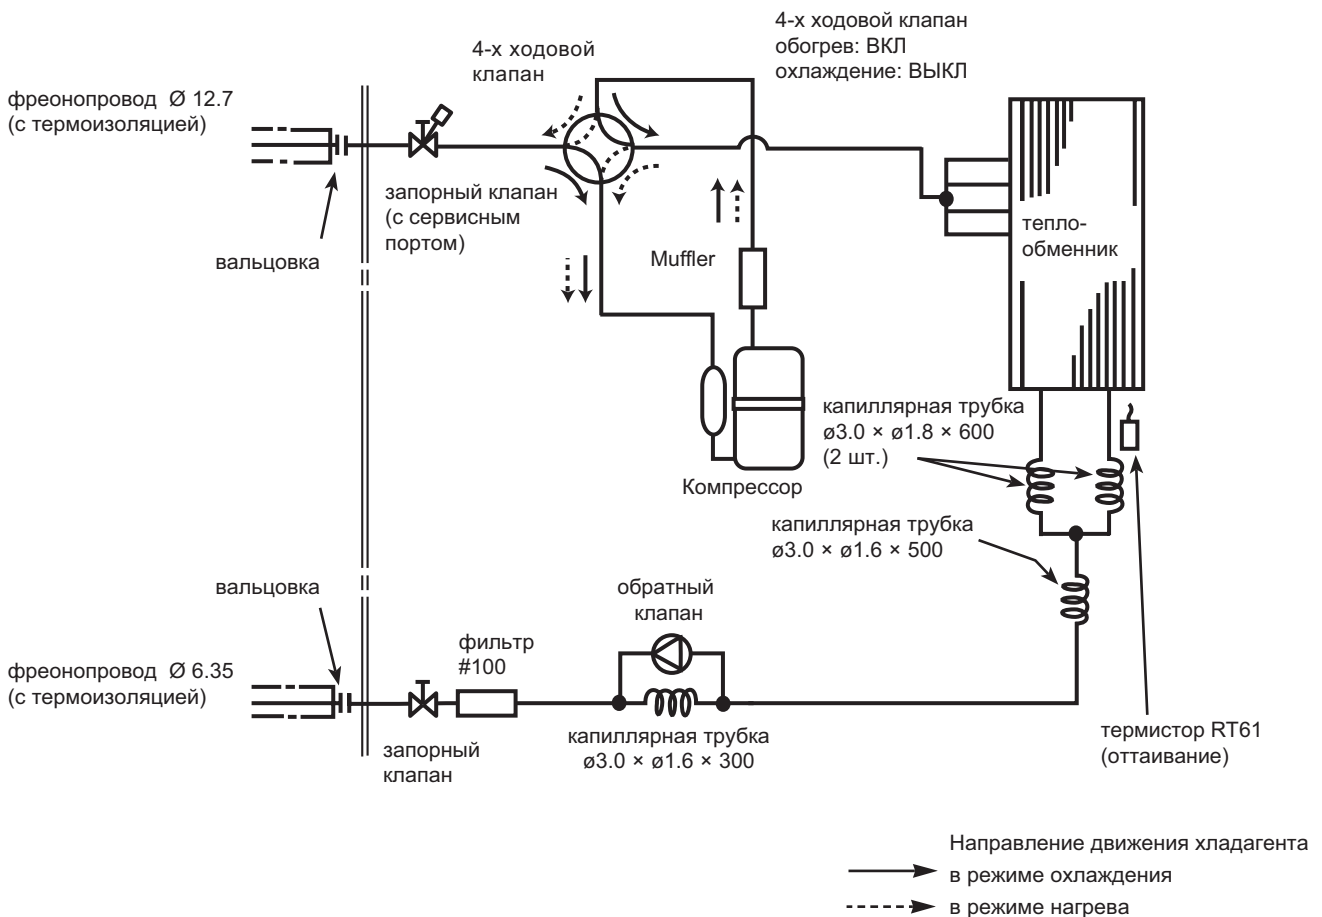 4-х ходовой клапан
обогрев: ВКЛ
охлаждение: ВЫКЛ
4-х ходовой
клапан
фреонопровод Ø 12.7
(с термоизоляцией)
запорный клапан
(с сервисным
портом)
вальцовка
Muffler
тепло-
обменник
капиллярная трубка
ø3.0 × ø1.8 × 600
(2 шт.)
Компрессор
капиллярная трубка
ø3.0 × ø1.6 × 500
вальцовка
обратный
клапан
фильтр
#100
фреонопровод Ø 6.35
(с термоизоляцией)
запорный
клапан
капиллярная трубка
ø3.0 × ø1.6 × 300
термистор RT61
(оттаивание)
Направление движения хладагента
в режиме охлаждения
в режиме нагрева